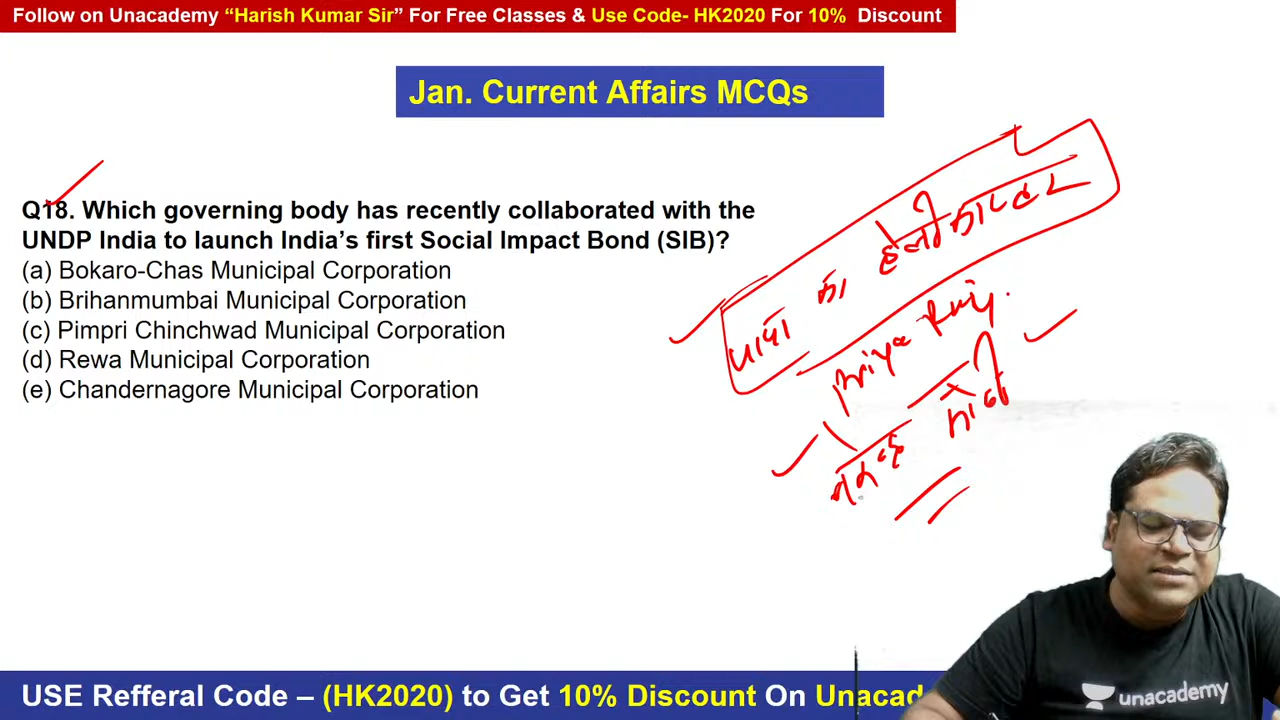 Follow on Unacademy “Harish Kumar Sir” For Free Classes & Use Code- HK2020 For 10% Discount
Jan. Current Affairs MCQs
Q18. Which governing body has recently collaborated with the
UNDP India to launch India’s first Social Impact Bond (SIB)?
(a) Bokaro-Chas Municipal Corporation
(b) Brihanmumbai Municipal Corporation
(c) Pimpri Chinchwad Municipal Corporation
(d) Rewa Municipal Corporation
(e) Chandernagore Municipal Corporation
पापा का
Priya
unacademy
USE Refferal Code – (HK2020) to Get 10% Discount On Unacad